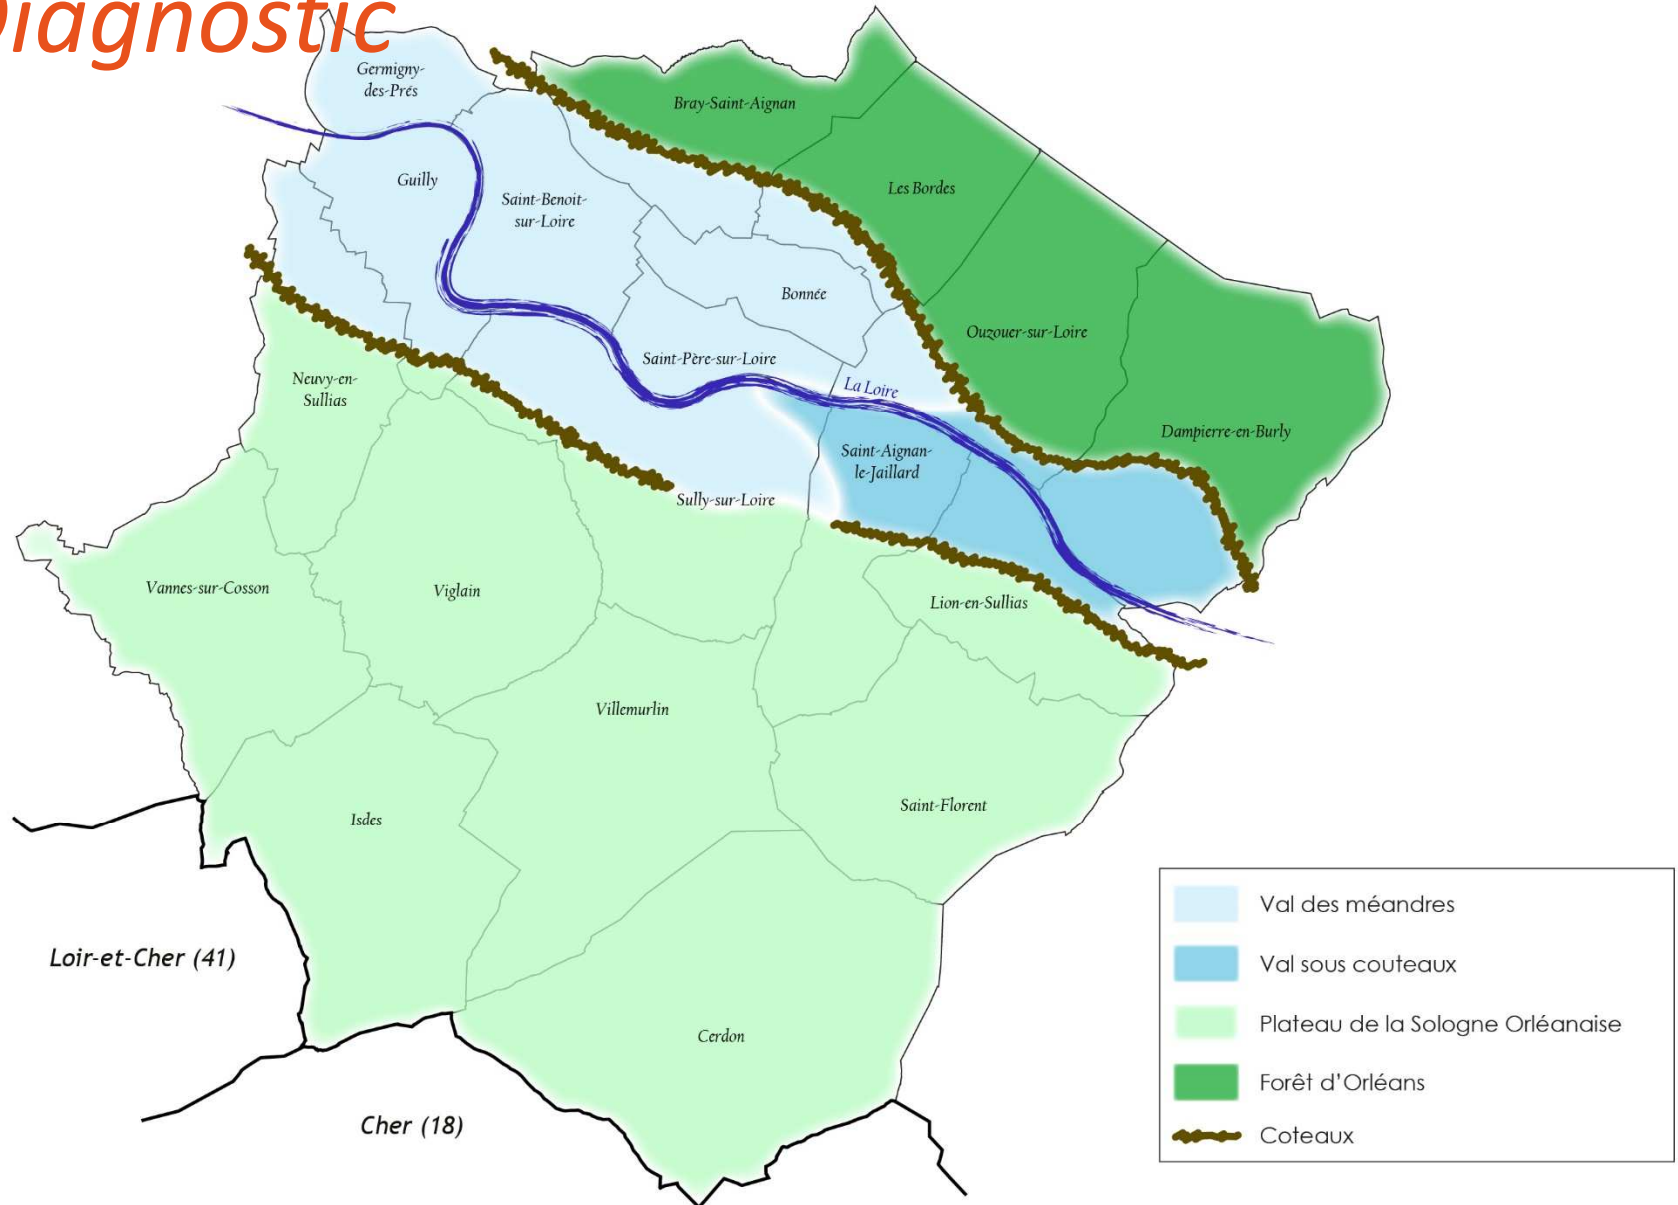 Diagnostic
Germigny-
des-Prés
Bray-Saint-Aignan
Guilly
Saint-Benoit-
sur-Loire
Les Bordes
Bonnée
Ouzouer-sur-Loire
Saint-Père-sur-Loire
La Loire
Neuvy-en-
Sullias
Dampierre-en-Burly
Saint-Aignan-
le-Jaillard
Sully-sur-Loire
Vannes-sur-Cosson
Viglain
Lion-en-Sullias
Villemurlin
Saint-Florent
Isdes
Loir-et-Cher (41)
Cerdon
Cher (18)
Val des méandres
Val sous couteaux
Plateau de la Sologne Orléanaise
Forêt d'Orléans
Coteaux